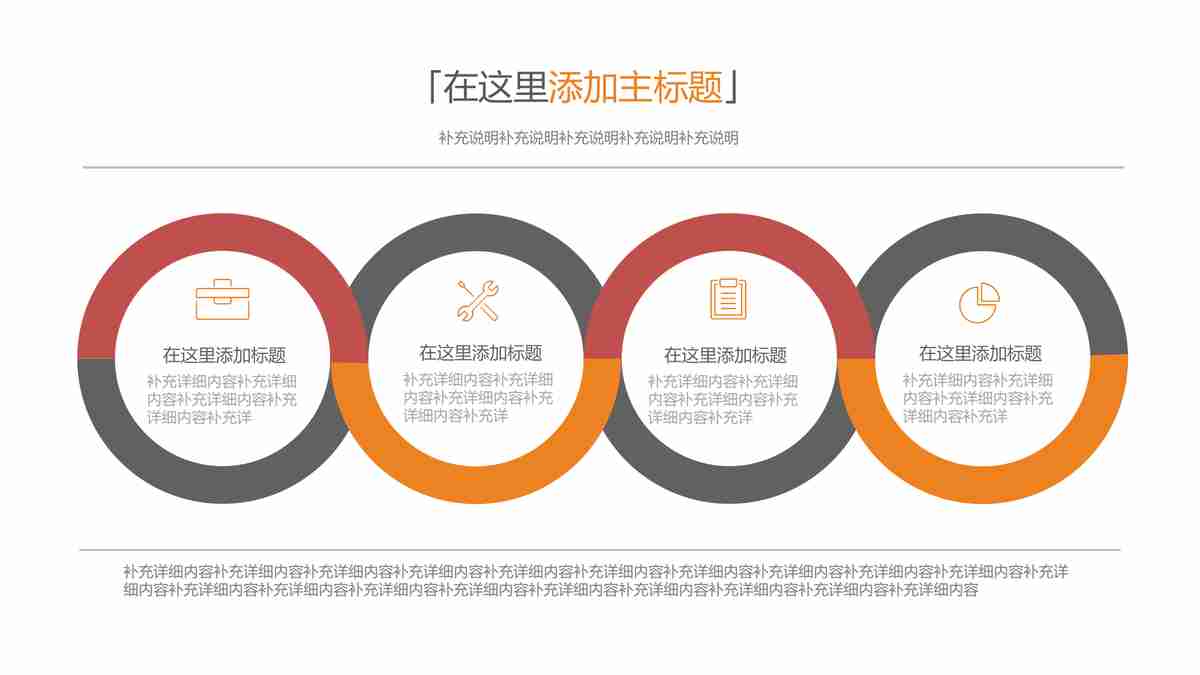 「在这里添加主标题」
补充说明补充说明补充说明补充说明补充说明
在这里添加标题
补充详细内容补充详细
内容补充详细内容补充
详细内容补充详
在这里添加标题
补充详细内容补充详细
内容补充详细内容补充
详细内容补充详
在这里添加标题
补充详细内容补充详细
内容补充详细内容补充
详细内容补充详
在这里添加标题
补充详细内容补充详细
内容补充详细内容补充
详细内容补充详
补充详细内容补充详细内容补充详细内容补充详细内容补充详细内容补充详细内容补充详细内容补充详细内容补充详细内容补充详细内容补充详
细内容补充详细内容补充详细内容补充详细内容补充详细内容补充详细内容补充详细内容补充详细内容补充详细内容补充详细内容